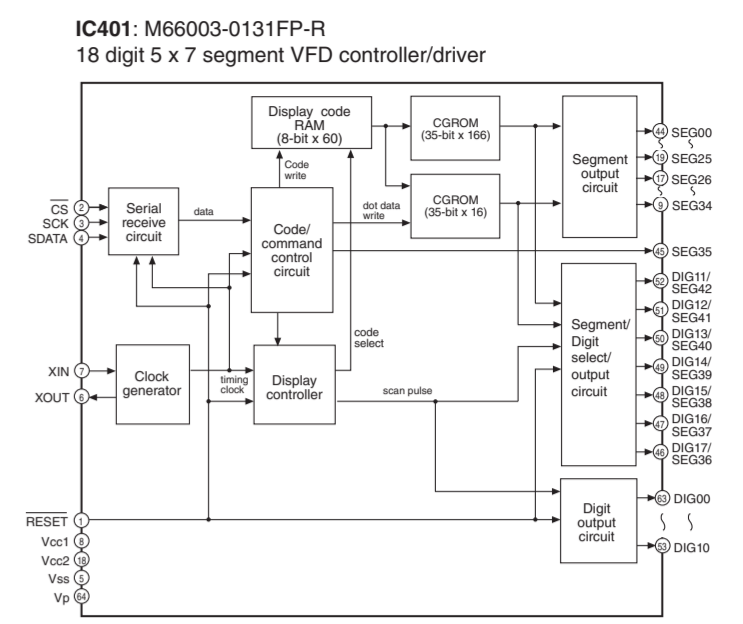 IC401: M66003-0131FP-R
18 digit 5 x 7 segment VFD controller/driver
Display code
RAM
(8-bit x 60)
CGROM
(35-bit x 166)
CGROM
(35-bit x 16)
Segment
output
circuit
44 SEG00
19 SEG25
17 SEG26
9 SEG34
45 SEG35
Code
write
CS 2
SCK 3
SDATA 4
Serial
receive
circuit
data
Code/
command
control
circuit
dot data
write
code
select
Segment/
Digit
select/
output
circuit
52 DIG11/
SEG42
51 DIG12/
SEG41
50 DIG13/
SEG40
49 DIG14/
SEG39
48 DIG15/
SEG38
47 DIG16/
SEG37
46 DIG17/
SEG36
XIN 7
XOUT 6
Clock
generator
timing
clock
Display
controller
scan pulse
RESET 1
Vcc1 8
Vcc2 18
Vss 5
Vp 64
Digit
output
circuit
63 DIG00
53 DIG10